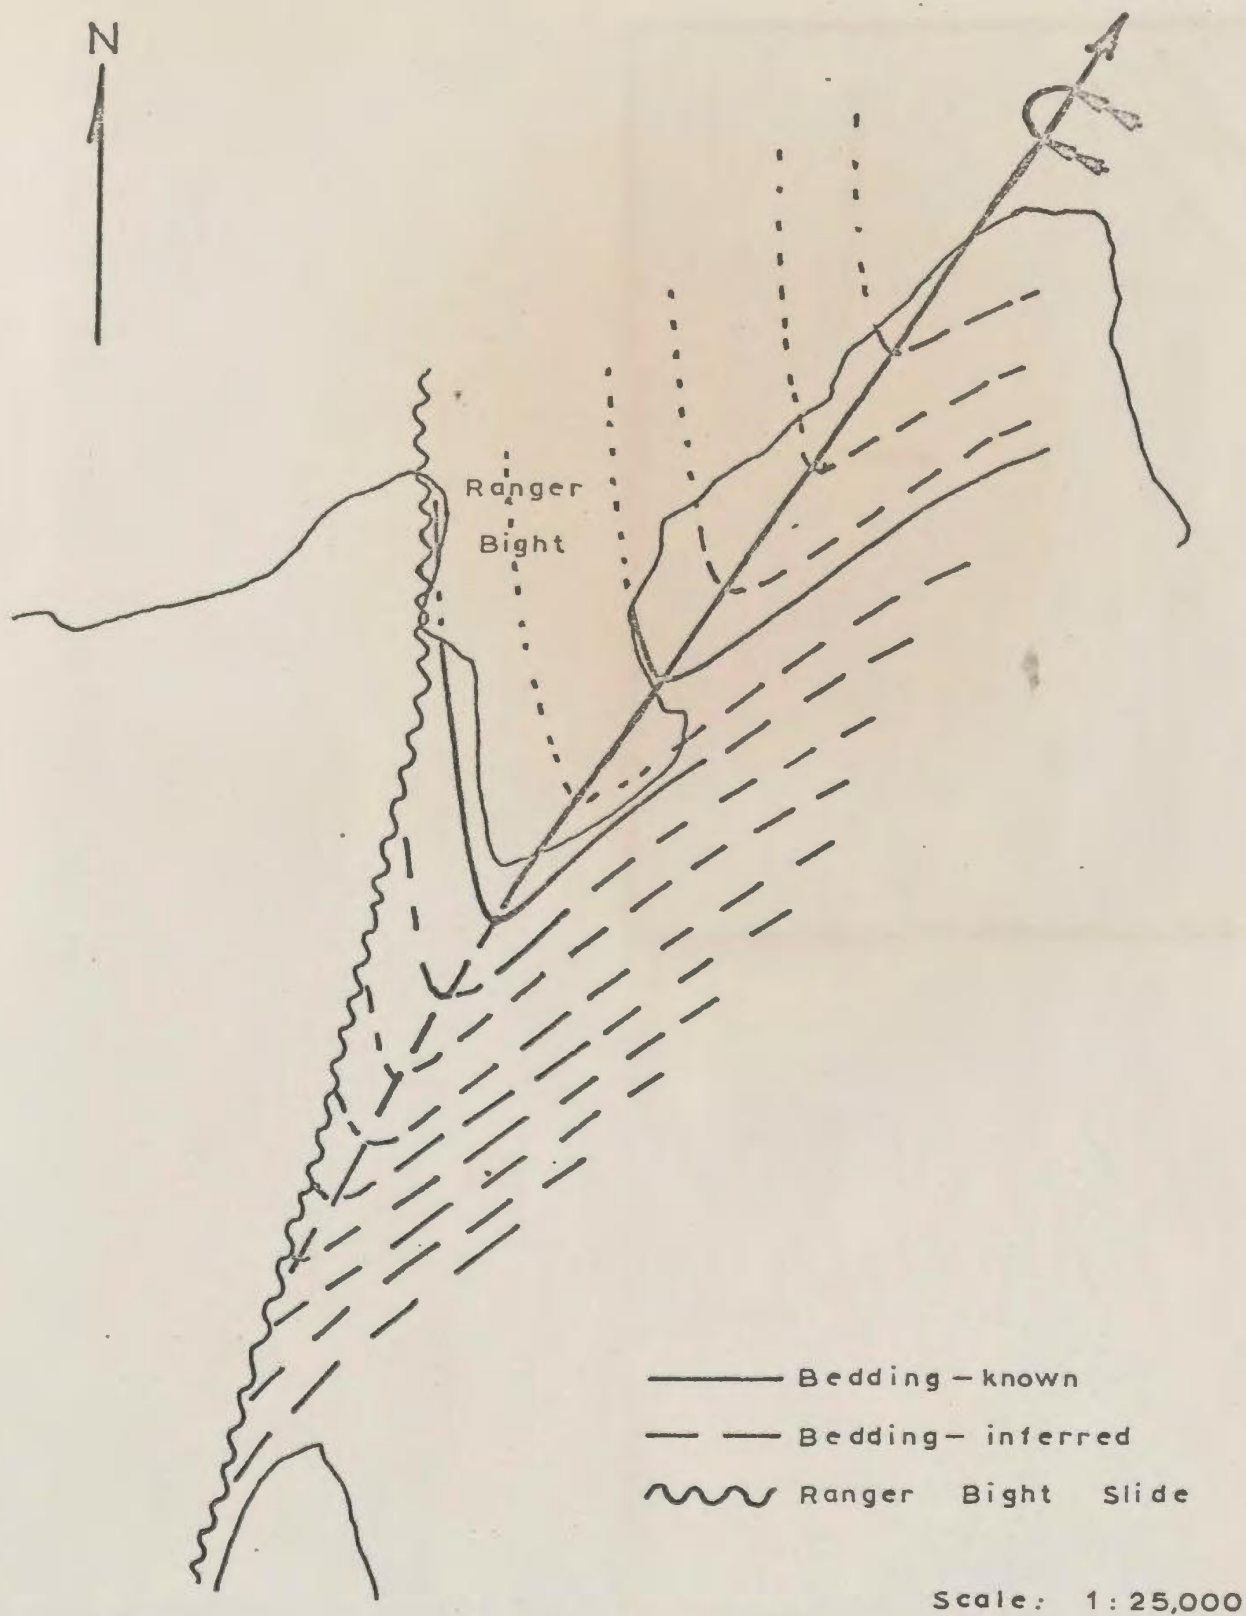 N
Ranger
Bight
Bedding – known
Bedding – inferred
Ranger Bight Slide
Scale: 1:25,000